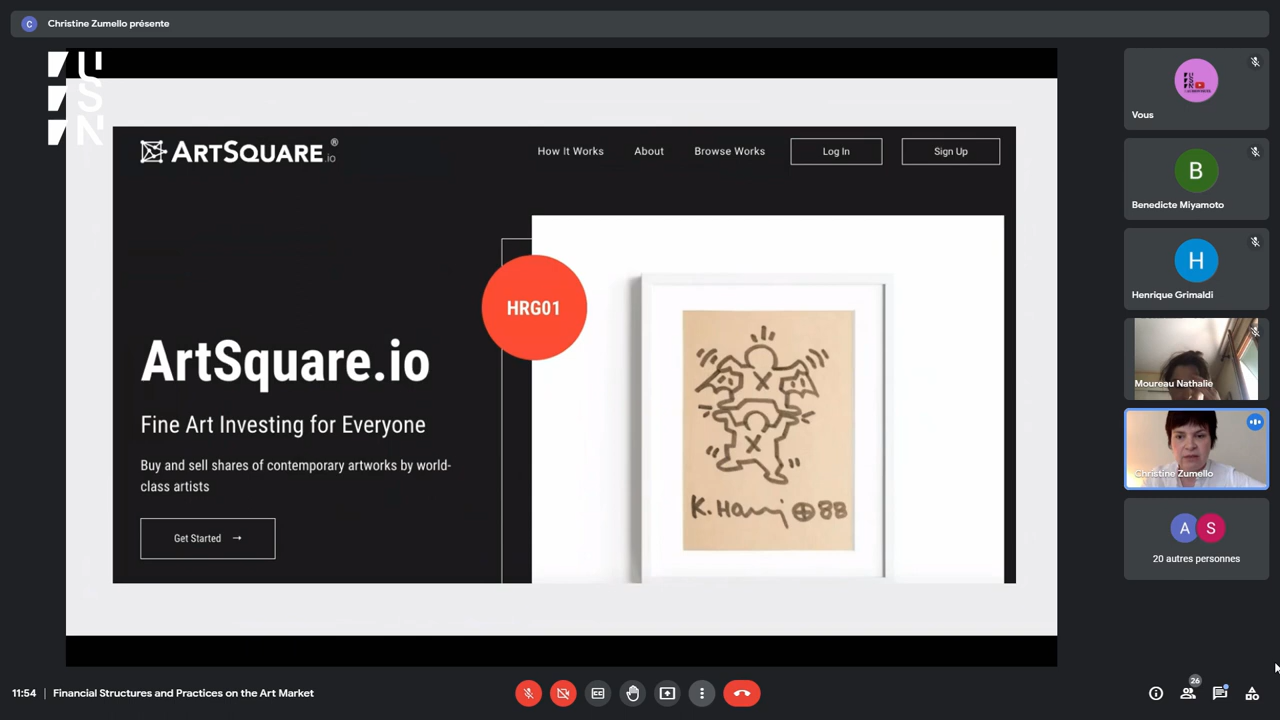 C
Christine Zumello présente
USN
ARTSQUARE.io®
How It Works
About
Browse Works
Log In
Sign Up
HRG01
ArtSquare.io
Fine Art Investing for Everyone
Buy and sell shares of contemporary artworks by world-
class artists
Get Started →
K. Haring ⊕ 88
Vous
B
Benedicte Miyamoto
H
Henrique Grimaldi
Moureau Nathalie
Christine Zumello
A S
20 autres personnes
11:54 | Financial Structures and Practices on the Art Market
CC
26